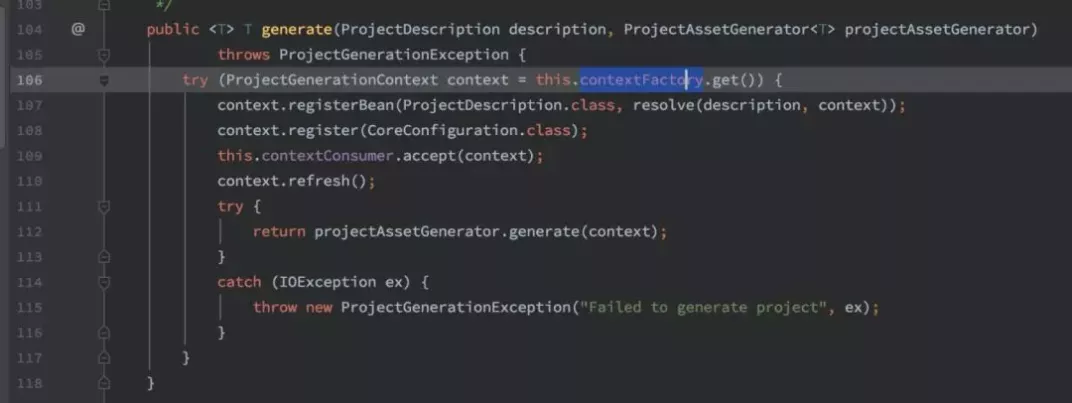 103 */
104 @ public <T> T generate(ProjectDescription description, ProjectAssetGenerator<T> projectAssetGenerator)
105 throws ProjectGenerationException {
106 try (ProjectGenerationContext context = this.contextFactory.get()) {
107 context.registerBean(ProjectDescription.class, resolve(description, context));
108 context.register(CoreConfiguration.class);
109 this.contextConsumer.accept(context);
110 context.refresh();
111 try {
112 return projectAssetGenerator.generate(context);
113 }
114 catch (IOException ex) {
115 throw new ProjectGenerationException("Failed to generate project", ex);
116 }
117 }
118 }